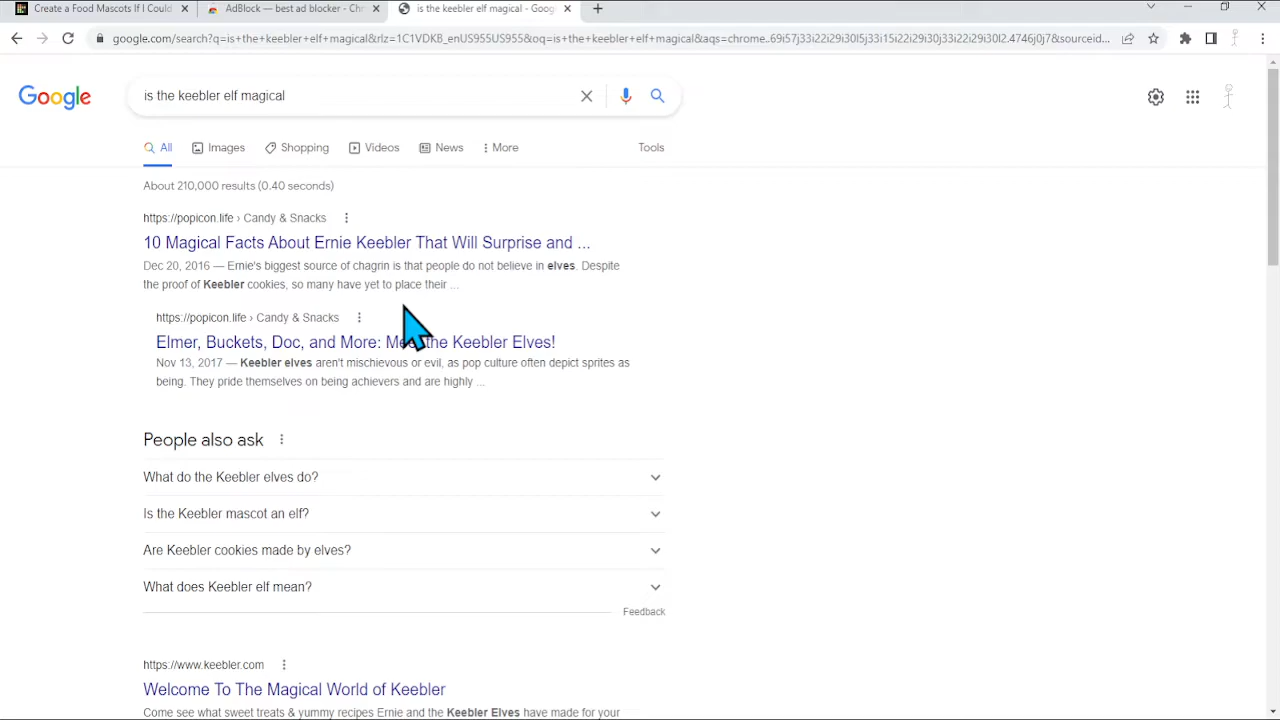 Create a Food Mascots If I Could
AdBlock — best ad blocker - Chr
is the keebler elf magical - Goog
google.com/search?q=is+the+keebler+elf+magical&rlz=1C1VDKB_enUS955US955&oq=is+the+keebler+elf+magical&aqs=chrome..69i57j33i22i29i30l5j33i15i22i29i30j33i22i29i30l2.4746j0j7&sourceid...
Google
is the keebler elf magical
All
Images
Shopping
Videos
News
More
Tools
About 210,000 results (0.40 seconds)
https://popicon.life › Candy & Snacks
10 Magical Facts About Ernie Keebler That Will Surprise and ...
Dec 20, 2016 — Ernie's biggest source of chagrin is that people do not believe in elves. Despite
the proof of Keebler cookies, so many have yet to place their ...
https://popicon.life › Candy & Snacks
Elmer, Buckets, Doc, and More: Me the Keebler Elves!
Nov 13, 2017 — Keebler elves aren't mischievous or evil, as pop culture often depict sprites as
being. They pride themselves on being achievers and are highly ...
People also ask
What do the Keebler elves do?
Is the Keebler mascot an elf?
Are Keebler cookies made by elves?
What does Keebler elf mean?
Feedback
https://www.keebler.com
Welcome To The Magical World of Keebler
Come see what sweet treats & yummy recipes Ernie and the Keebler Elves have made for your